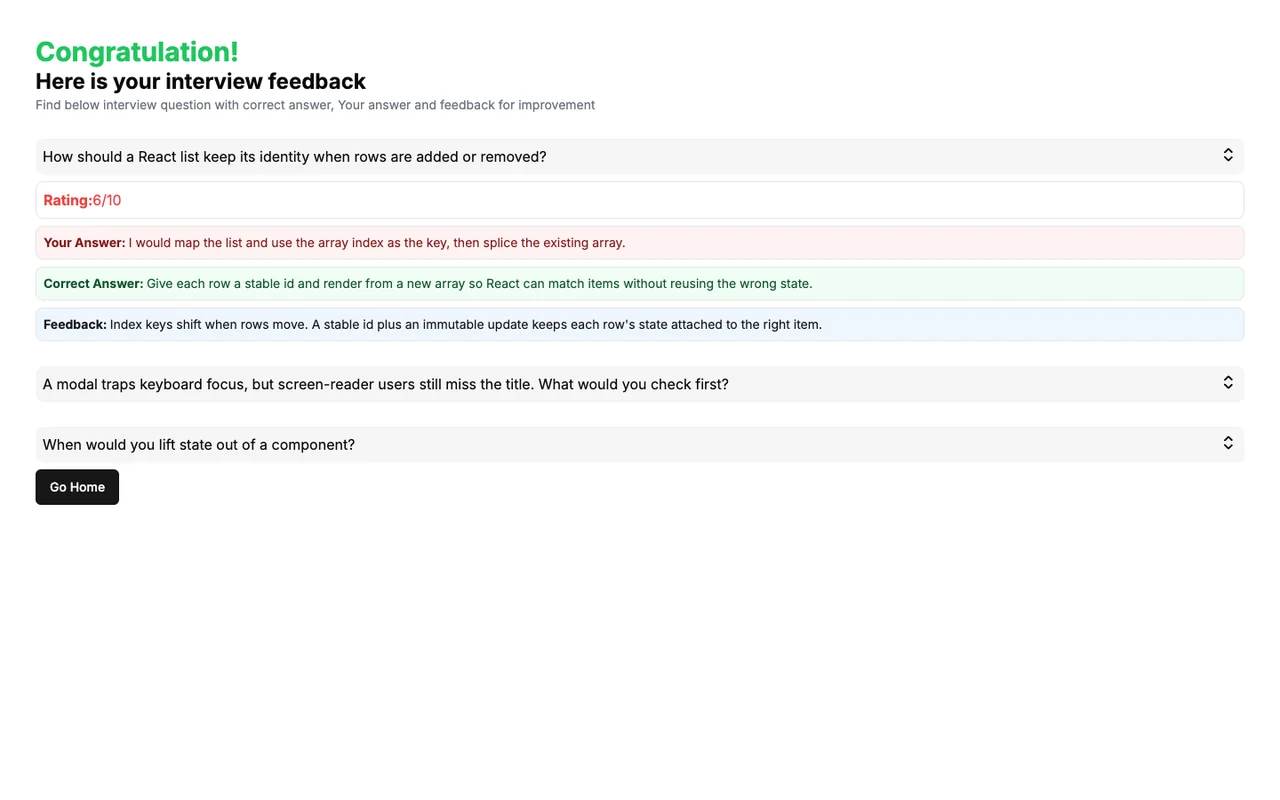 Congratulation!
Here is your interview feedback
Find below interview question with correct answer, Your answer and feedback for improvement
How should a React list keep its identity when rows are added or removed?
Rating:6/10
Your Answer: I would map the list and use the array index as the key, then splice the existing array.
Correct Answer: Give each row a stable id and render from a new array so React can match items without reusing the wrong state.
Feedback: Index keys shift when rows move. A stable id plus an immutable update keeps each row's state attached to the right item.
A modal traps keyboard focus, but screen-reader users still miss the title. What would you check first?
When would you lift state out of a component?
Go Home